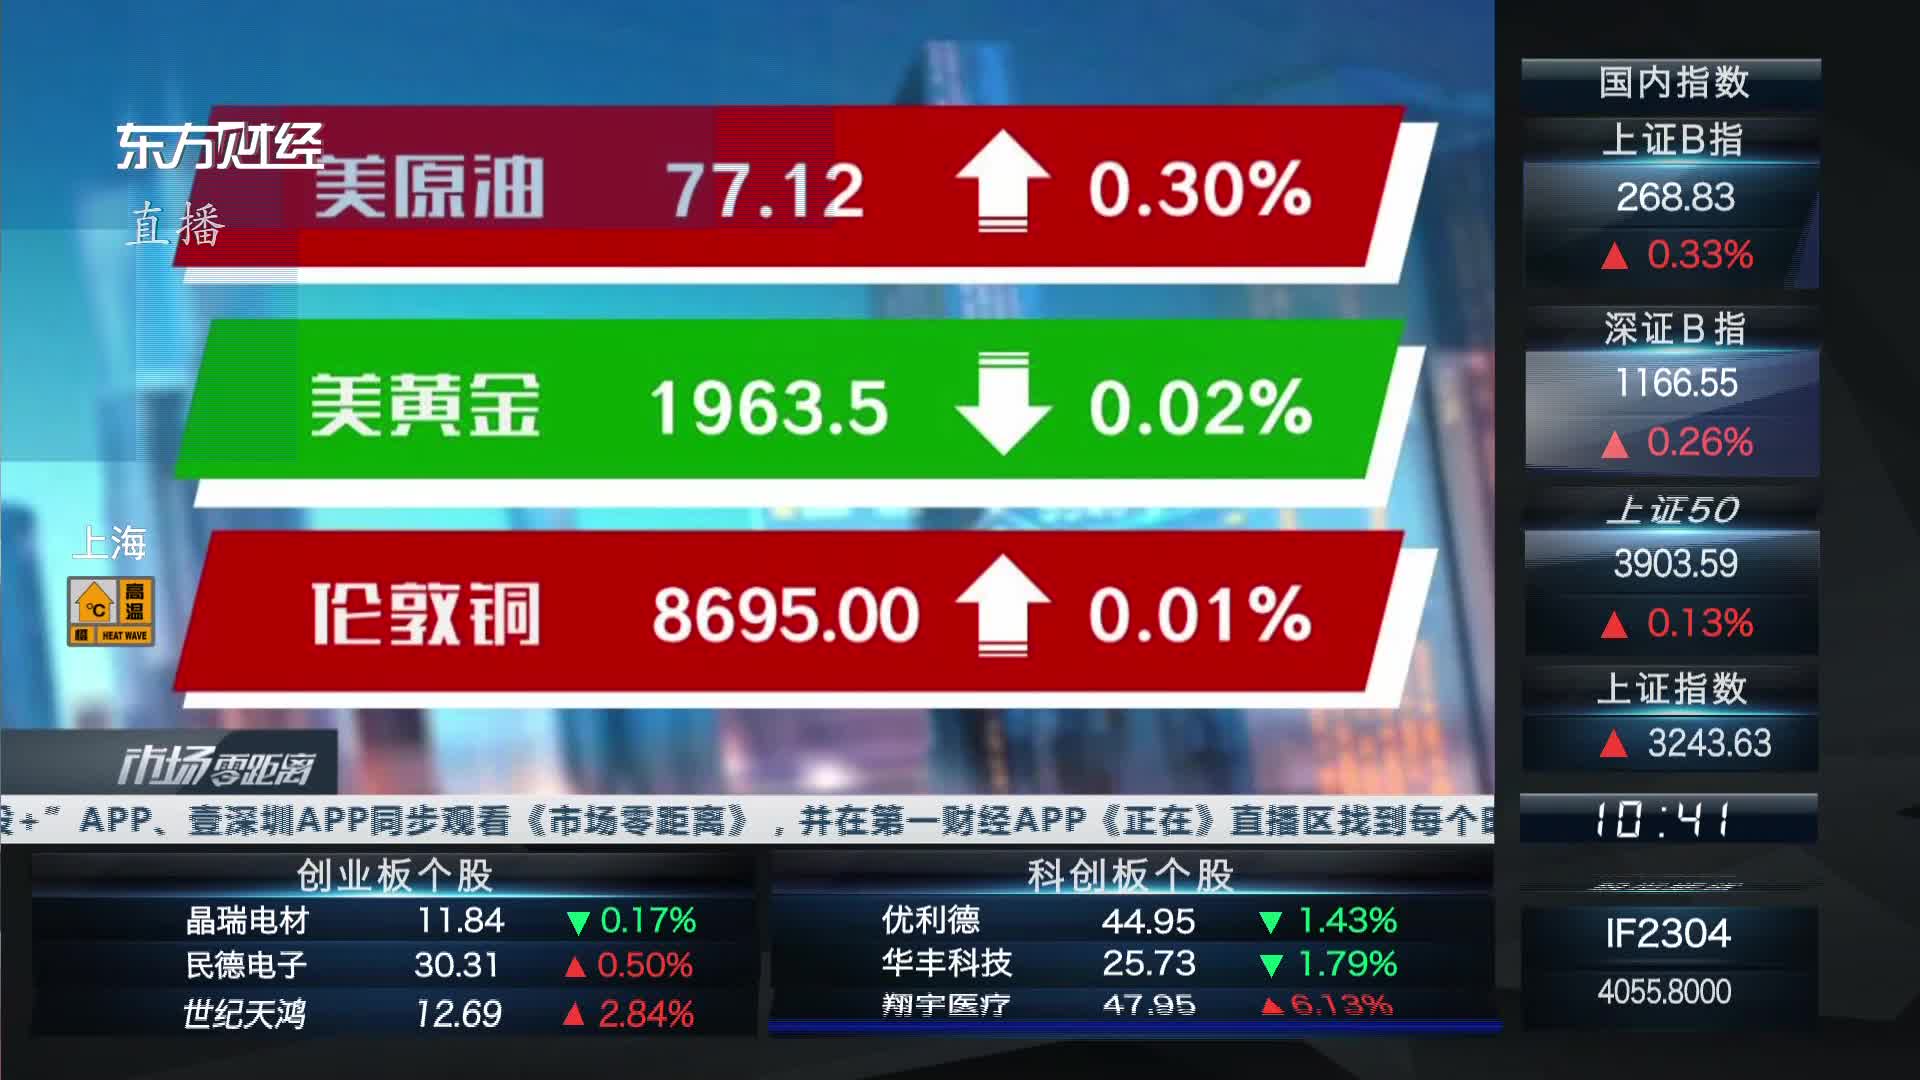 东方财经
直播
美原油 77.12 0.30%
美黄金 1963.5 0.02%
伦敦铜 8695.00 0.01%
上海
℃ 高温
HEAT WAVE
市场零距离
+”APP、壹深圳APP同步观看《市场零距离》，并在第一财经APP《正在》直播区找到每个
创业板个股
晶瑞电材 11.84 ▼ 0.17%
民德电子 30.31 ▲ 0.50%
世纪天鸿 12.69 ▲ 2.84%
科创板个股
优利德 44.95 ▼ 1.43%
华丰科技 25.73 ▼ 1.79%
翔宇医疗 47.95 ▲ 6.13%
国内指数
上证B指
268.83
▲ 0.33%
深证B指
1166.55
▲ 0.26%
上证50
3903.59
▲ 0.13%
上证指数
▲ 3243.63
10:41
IF2304
4055.8000